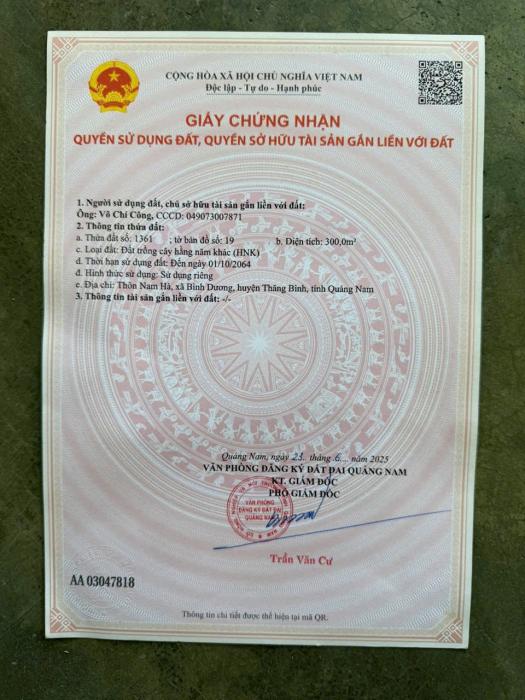 CỘNG HÒA XÃ HỘI CHỦ NGHĨA VIỆT NAM
Độc lập - Tự do - Hạnh phúc
GIẤY CHỨNG NHẬN
QUYỀN SỬ DỤNG ĐẤT, QUYỀN SỞ HỮU TÀI SẢN GẮN LIỀN VỚI ĐẤT
1. Người sử dụng đất, chủ sở hữu tài sản gắn liền với đất:
Ông: Võ Chí Công, CCCD: 049073007871
2. Thông tin thửa đất:
a. Thửa đất số: 1361 ; tờ bản đồ số: 19 b. Diện tích: 300,0m²
c. Loại đất: Đất trồng cây hằng năm khác (HNK)
d. Thời hạn sử dụng đất: Đến ngày 01/10/2064
đ. Hình thức sử dụng: Sử dụng riêng
e. Địa chỉ: Thôn Nam Hà, xã Bình Dương, huyện Thăng Bình, tỉnh Quảng Nam
3. Thông tin tài sản gắn liền với đất: -/-
Quảng Nam, ngày 23. tháng .6.... năm 2025
VĂN PHÒNG ĐĂNG KÝ ĐẤT ĐAI QUẢNG NAM
KT. GIÁM ĐỐC
PHÓ GIÁM ĐỐC
VĂN PHÒNG
ĐĂNG KÝ ĐẤT ĐAI
QUẢNG NAM
Trần Văn Cư
AA 03047818
Thông tin chi tiết được thể hiện tại mã QR.